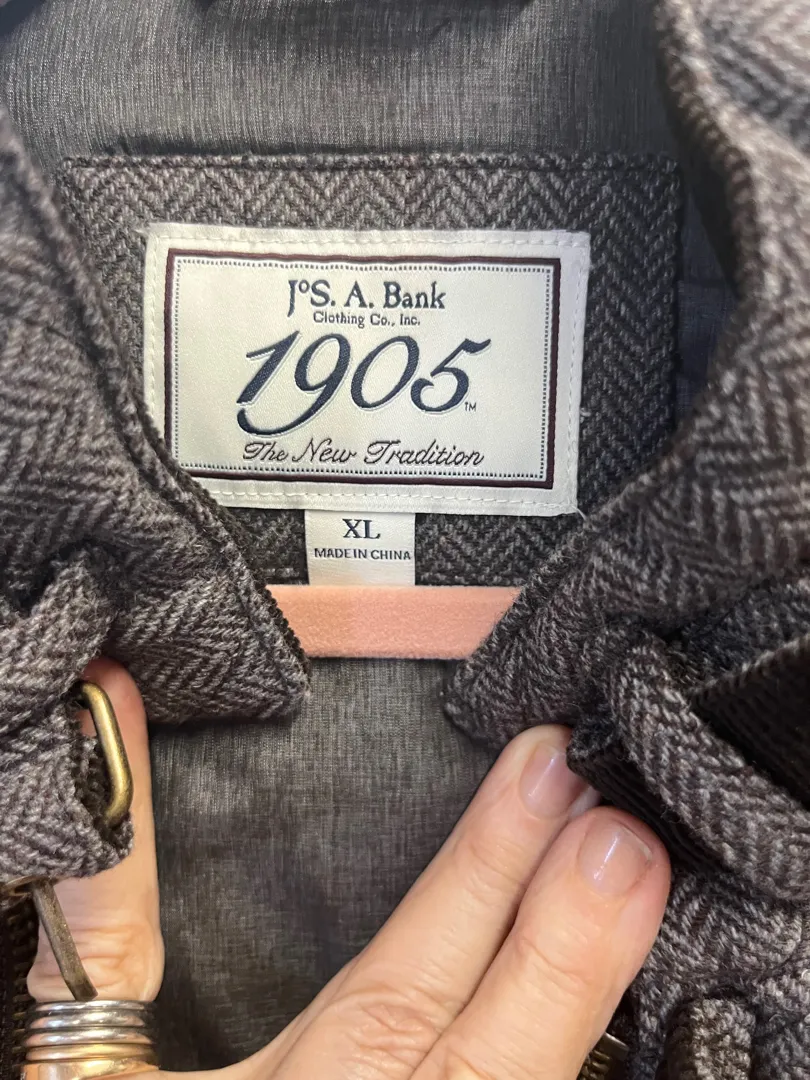 JoS. A. Bank
Clothing Co., Inc.
1905™
The New Tradition
XL
MADE IN CHINA